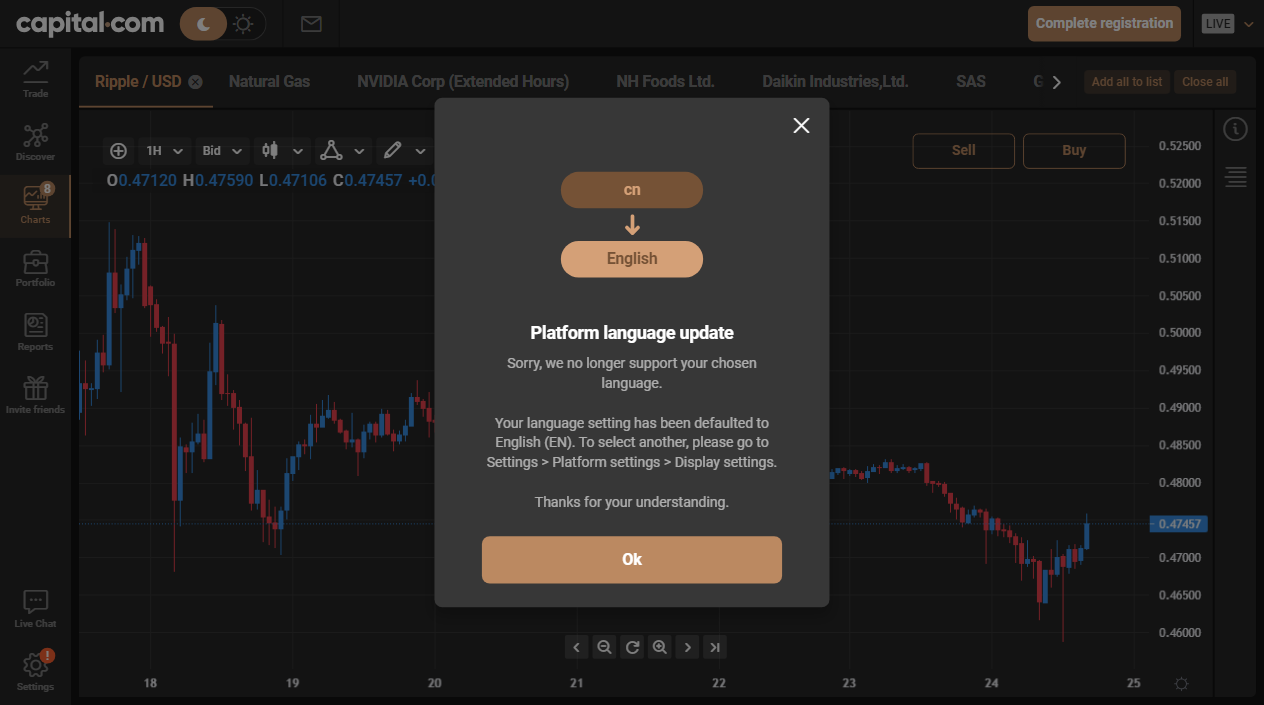 capital.com
Complete registration
LIVE
Trade
Discover
8
Charts
Portfolio
Reports
Invite friends
Live Chat
!
Settings
Ripple / USD
Natural Gas
NVIDIA Corp (Extended Hours)
NH Foods Ltd.
Daikin Industries,Ltd.
SAS
G
Add all to list
Close all
1H
Bid
Sell
Buy
O0.47120 H0.47590 L0.47106 C0.47457 +0.0
cn
English
Platform language update
Sorry, we no longer support your chosen
language.
Your language setting has been defaulted to
English (EN). To select another, please go to
Settings > Platform settings > Display settings.
Thanks for your understanding.
Ok
0.52500
0.52000
0.51500
0.51000
0.50500
0.50000
0.49500
0.49000
0.48500
0.48000
0.47457
0.47000
0.46500
0.46000
18
19
20
21
22
23
24
25